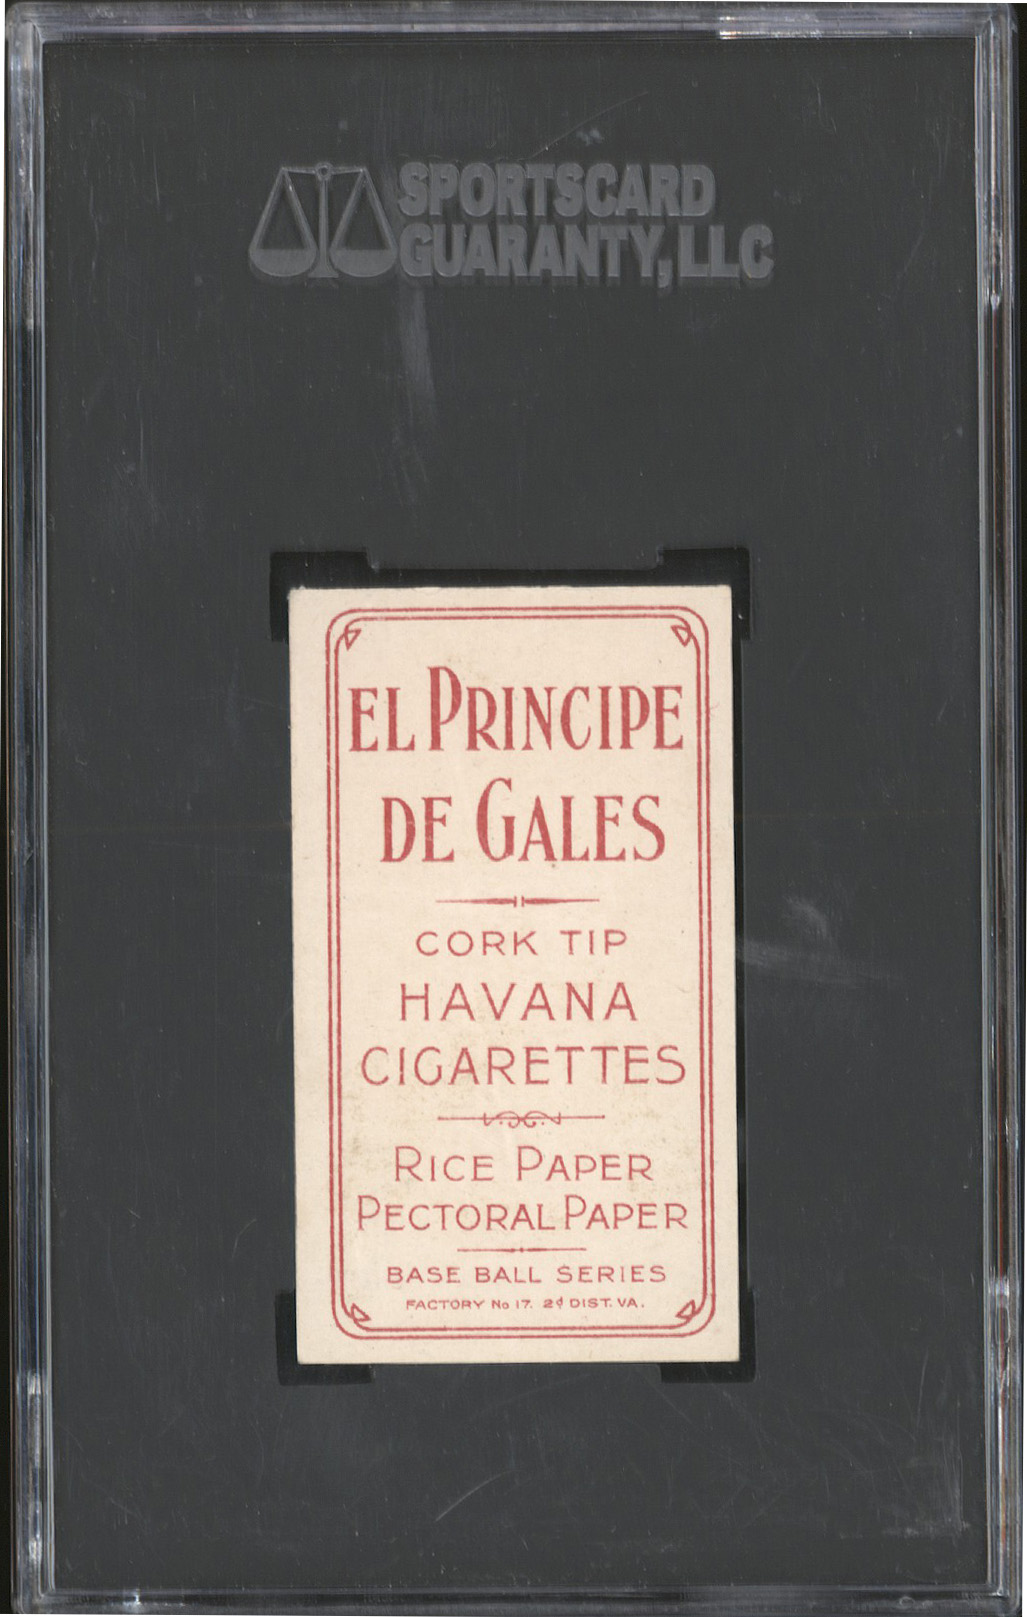 SPORTSCARD
GUARANTY, LLC
EL PRINCIPE
DE GALES
CORK TIP
HAVANA
CIGARETTES
RICE PAPER
PECTORAL PAPER
BASE BALL SERIES
FACTORY No 17. 2d DIST. VA.